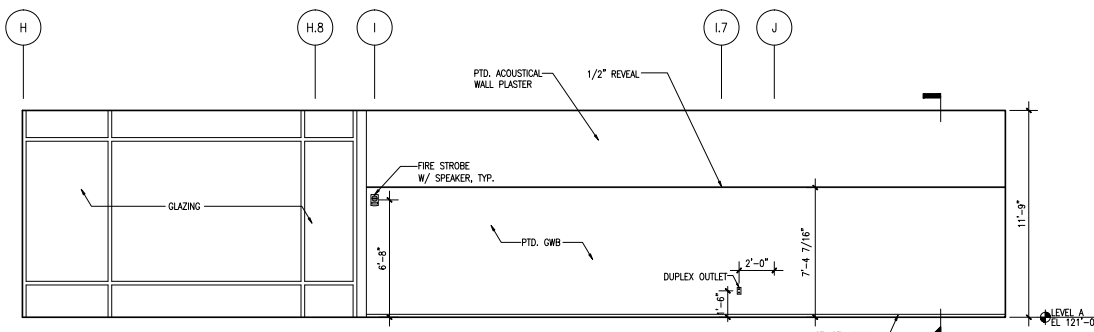 H
H.8
I
I.7
J
PTD. ACOUSTICAL
WALL PLASTER
1/2" REVEAL
FIRE STROBE
W/ SPEAKER, TYP.
GLAZING
6'-8"
PTD. GWB
DUPLEX OUTLET
2'-0"
1'-6"
7'-4 7/16"
11'-9"
LEVEL A
EL 121'-0